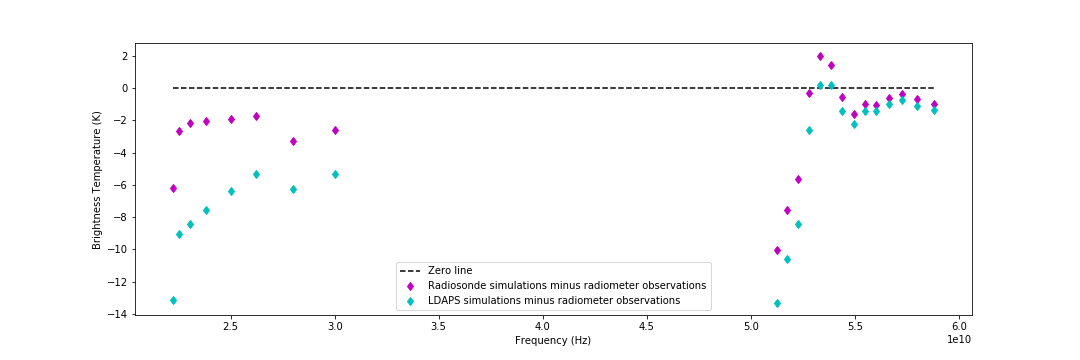 2
0
−2
−4
−6
−8
−10
−12
−14
Brightness Temperature (K)
Zero line
Radiosonde simulations minus radiometer observations
LDAPS simulations minus radiometer observations
2.5 3.0 3.5 4.0 4.5 5.0 5.5 6.0
1e10
Frequency (Hz)